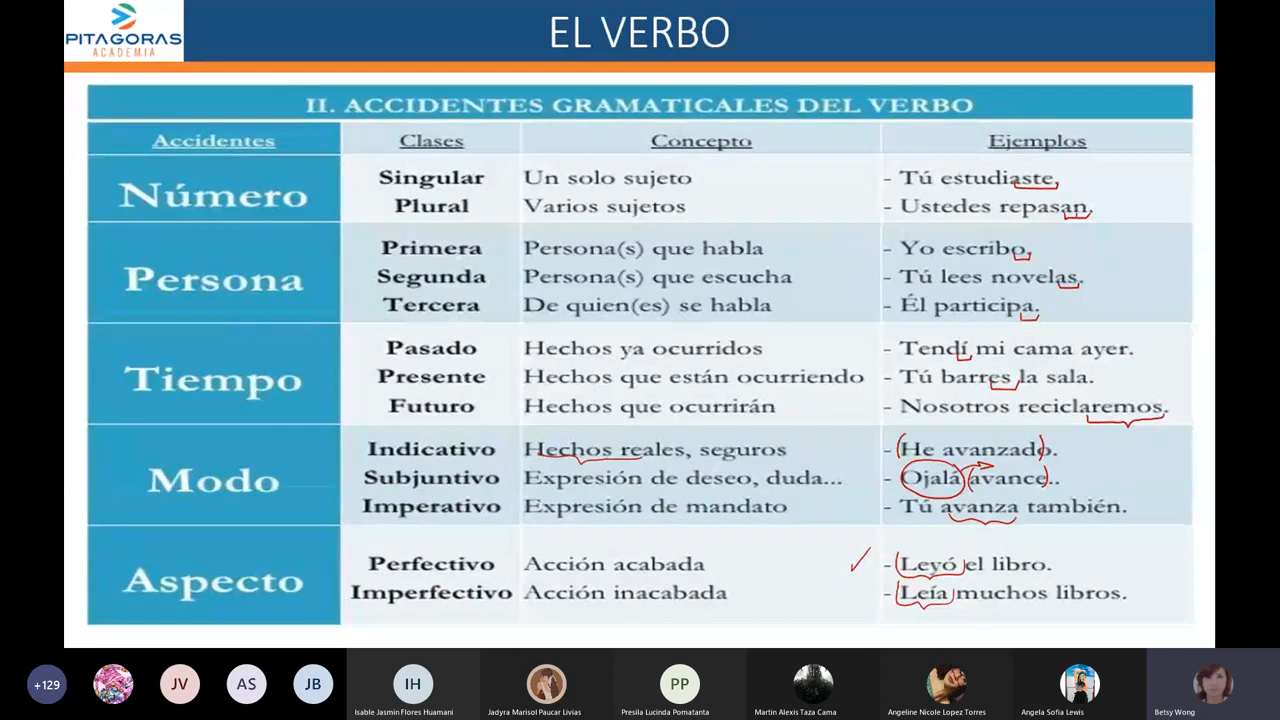 PITAGORAS
ACADEMIA
EL VERBO
II. ACCIDENTES GRAMATICALES DEL VERBO
Accidentes Clases Concepto Ejemplos
Número
Singular Un solo sujeto - Tú estudiaste.
Plural Varios sujetos - Ustedes repasan.
Persona
Primera Persona(s) que habla - Yo escribo.
Segunda Persona(s) que escucha - Tú lees novelas.
Tercera De quien(es) se habla - Él participa.
Tiempo
Pasado Hechos ya ocurridos - Tendí mi cama ayer.
Presente Hechos que están ocurriendo - Tú barres la sala.
Futuro Hechos que ocurrirán - Nosotros reciclaremos.
Modo
Indicativo Hechos reales, seguros - He avanzado.
Subjuntivo Expresión de deseo, duda... - Ojalá avance..
Imperativo Expresión de mandato - Tú avanza también.
Aspecto
Perfectivo Acción acabada - Leyó el libro.
Imperfectivo Acción inacabada - Leía muchos libros.
+129 JV AS JB IH PP
Isable Jasmin Flores Huamani Jadyra Marisol Paucar Livias Presila Lucinda Pomatanta Martin Alexis Taza Cama Angeline Nicole Lopez Torres Angela Sofia Lewis Betsy Wong